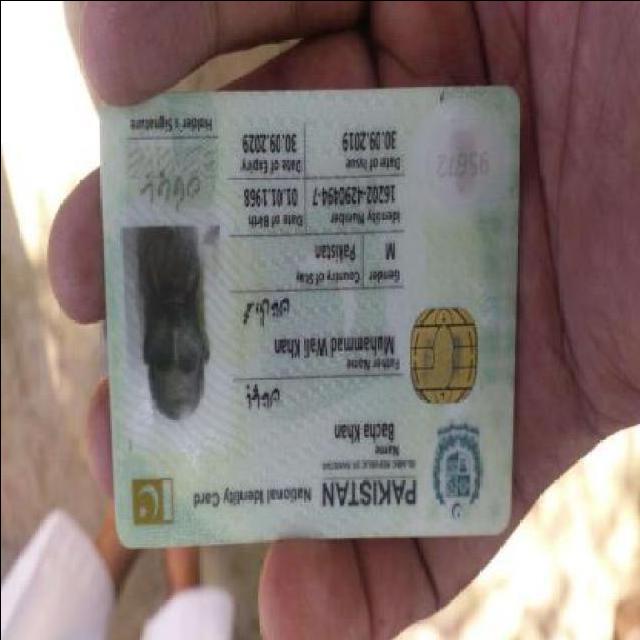 PAKISTAN National Identity Card
ISLAMIC REPUBLIC OF PAKISTAN
Name
Bacha Khan
Father Name
Muhammad Wali Khan
Gender Country of Stay
M Pakistan
Identity Number Date of Birth
16202-4290494-7 01.01.1968
Date of Issue Date of Expiry
30.09.2019 30.09.2029
Holder's Signature